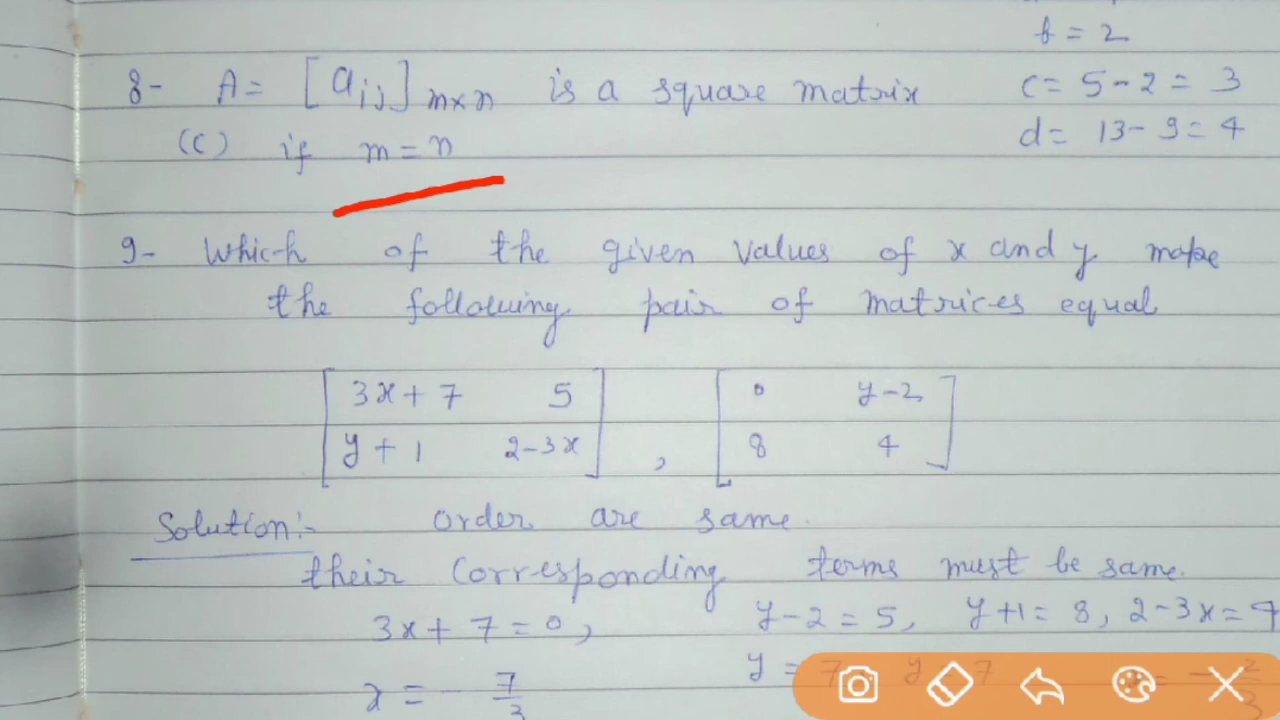 b = 2
8- A = [aij] m×n is a square matrix
c = 5 - 2 = 3
(C) if m = n
d = 13 - 9 = 4
9- Which of the given values of x and y make
the following pair of matrices equal
[ 3x + 7 5 ] [ 0 y - 2 ]
[ y + 1 2 - 3x ] , [ 8 4 ]
Solution:- order are same.
their corresponding terms must be same.
3x + 7 = 0 , y - 2 = 5, y + 1 = 8, 2 - 3x = 4
x = - 7/3 y = 7 y 7 = - 2/3